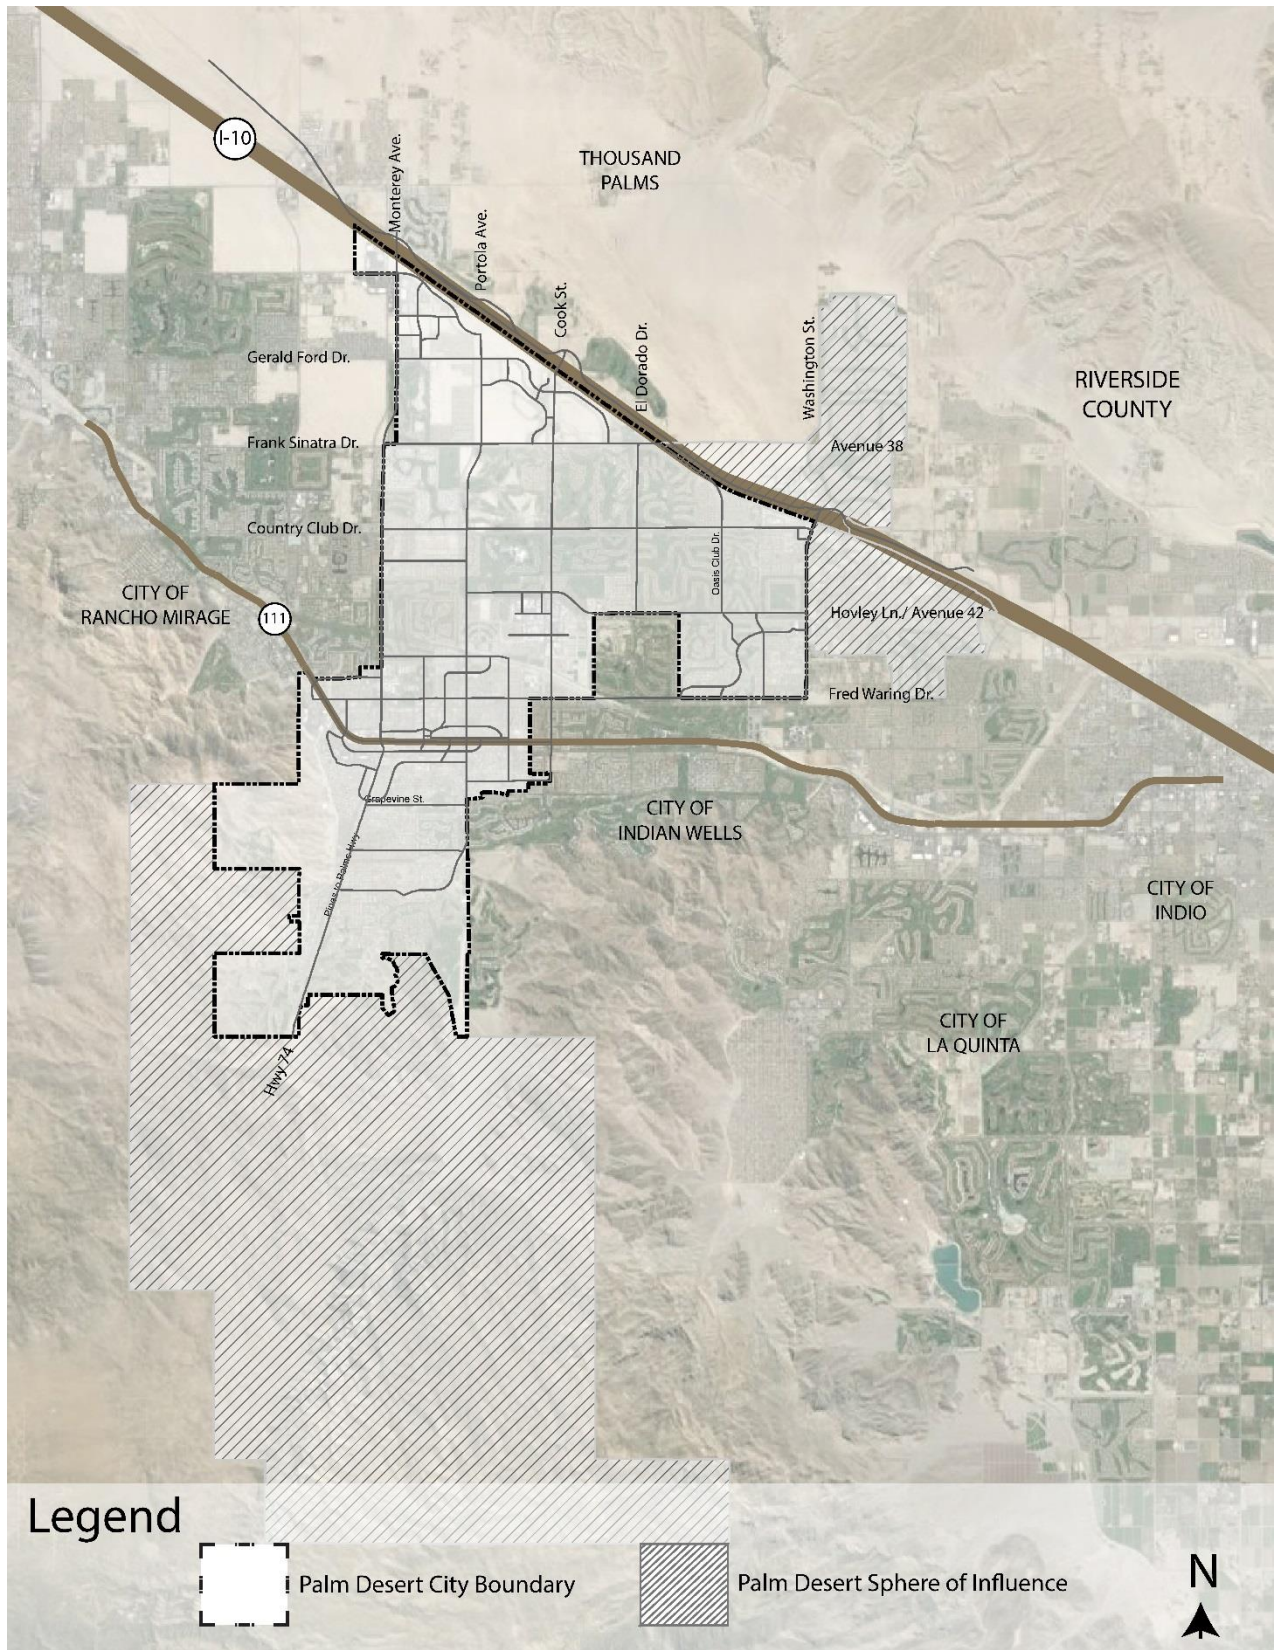 I-10
Monterey Ave.
THOUSAND
PALMS
Portola Ave.
Cook St.
El Dorado Dr.
Washington St.
Gerald Ford Dr.
RIVERSIDE
COUNTY
Frank Sinatra Dr.
Avenue 38
Country Club Dr.
Oasis Club Dr.
CITY OF
RANCHO MIRAGE
111
Hovley Ln./ Avenue 42
Fred Waring Dr.
Grapevine St.
CITY OF
INDIAN WELLS
Pines to Palms Hwy
CITY OF
INDIO
CITY OF
LA QUINTA
Hwy 74
Legend
Palm Desert City Boundary
Palm Desert Sphere of Influence
N